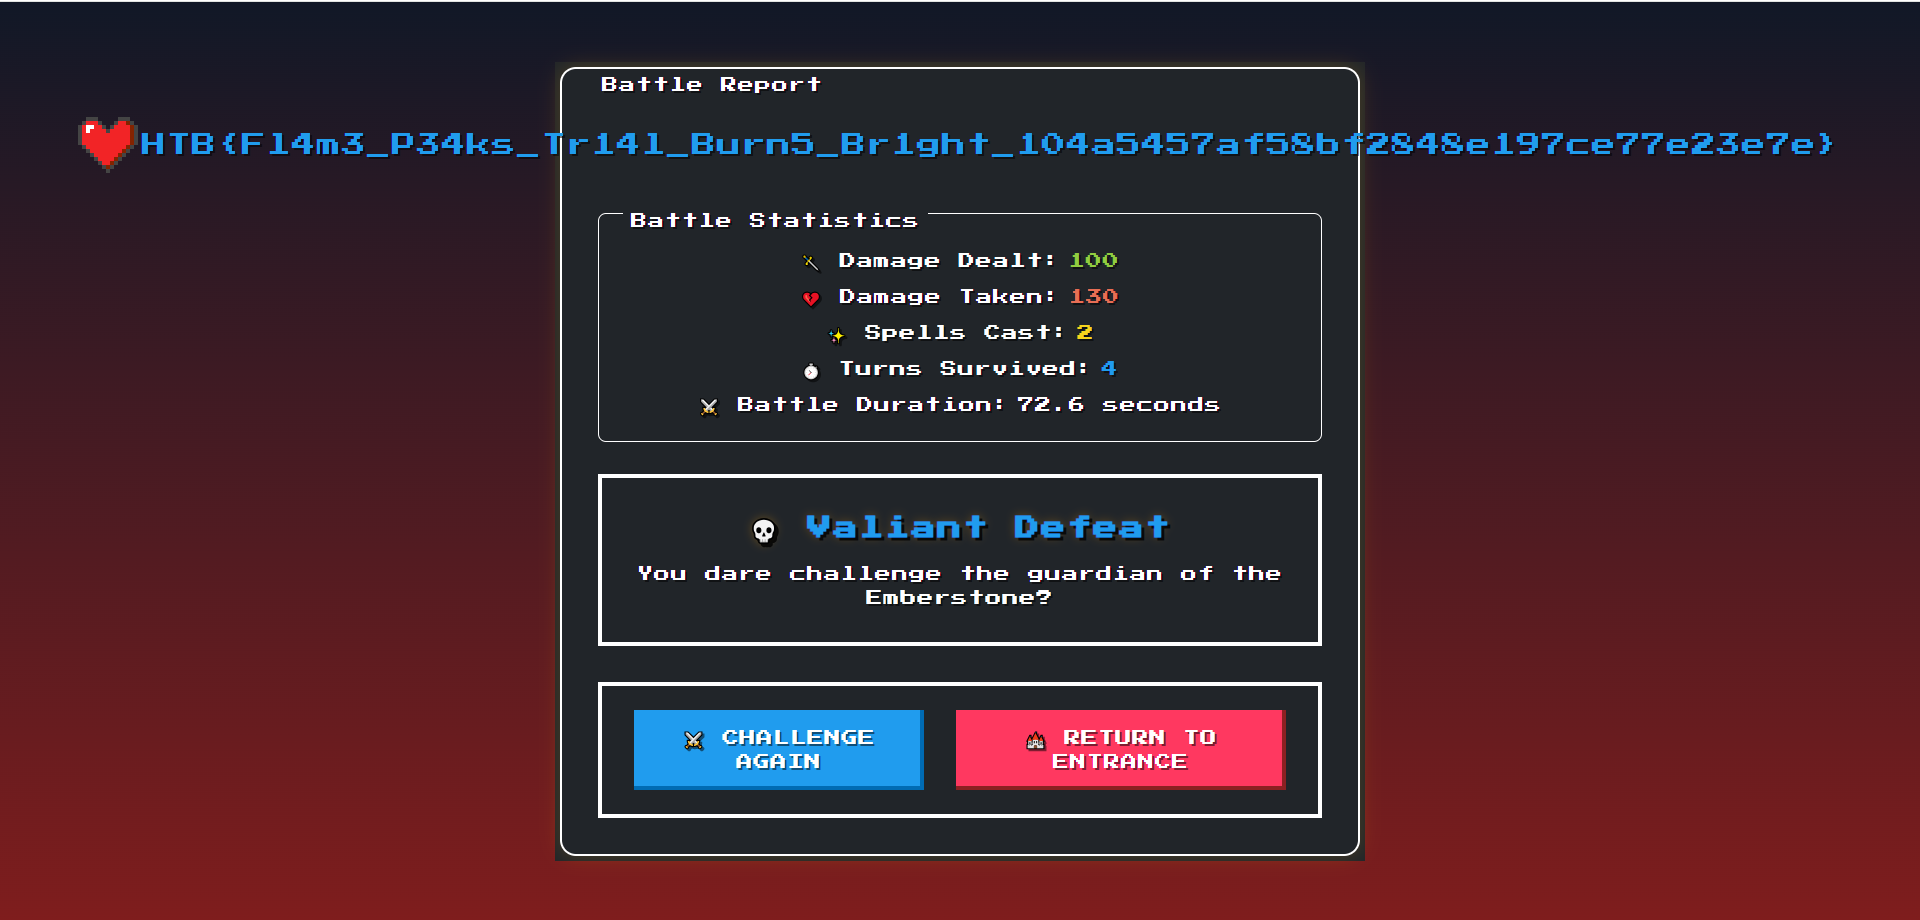 Battle Report
HTB{Fl4m3_P34ks_Tr14l_Burn5_Br1ght_104a5457af58bf2848e197ce77e23e7e}
Battle Statistics
Damage Dealt: 100
Damage Taken: 130
Spells Cast: 2
Turns Survived: 4
Battle Duration: 72.6 seconds
Valiant Defeat
You dare challenge the guardian of the
Emberstone?
CHALLENGE
AGAIN
RETURN TO
ENTRANCE